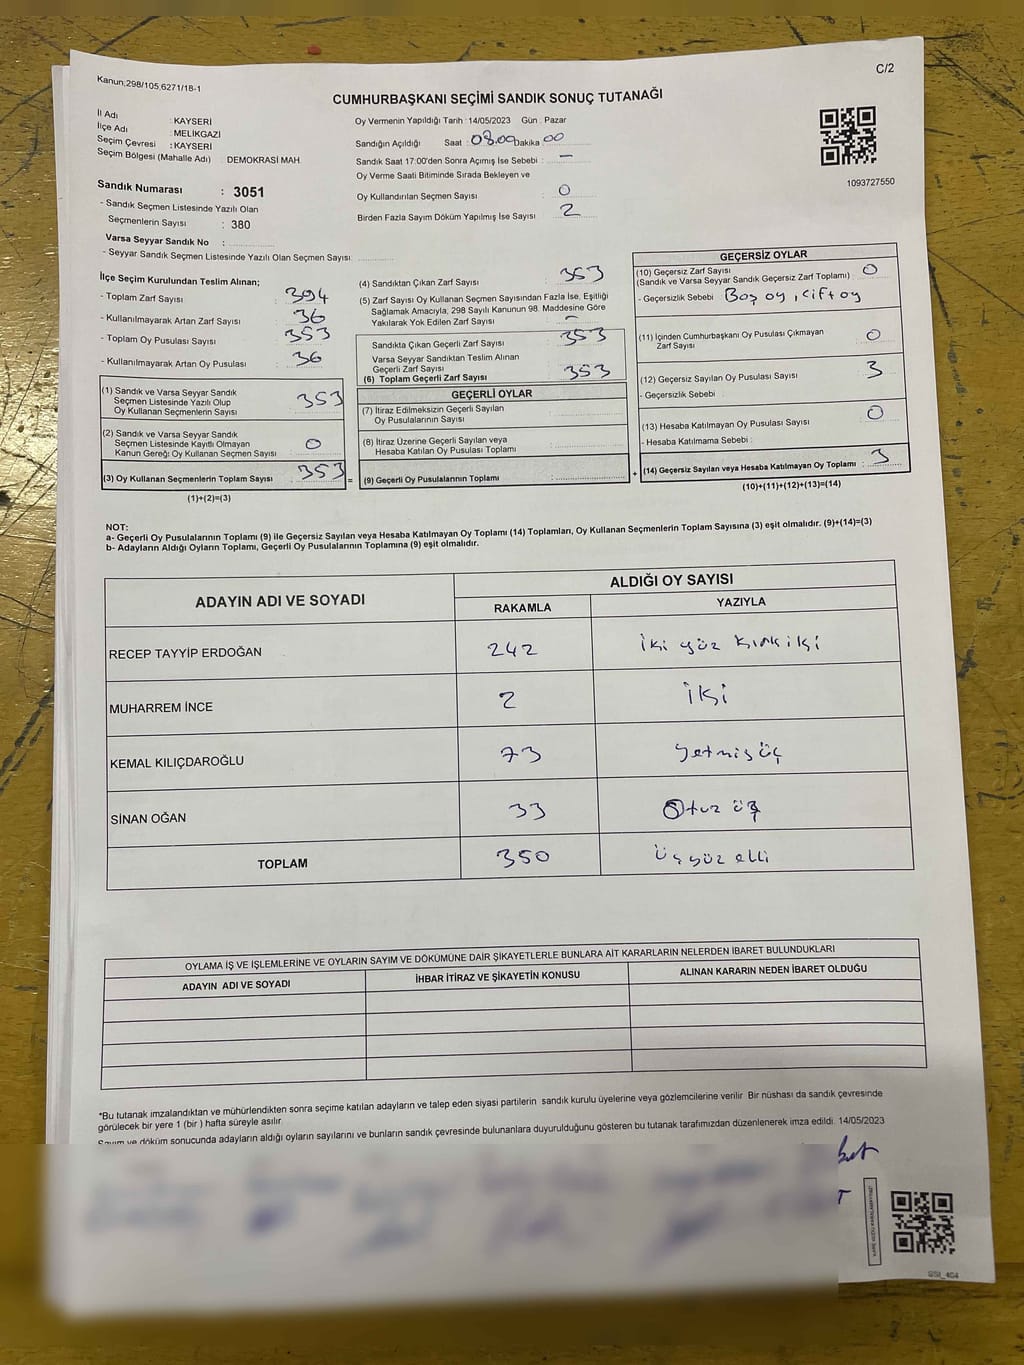 Kanun:298/105,6271/18-1
C/2
CUMHURBAŞKANI SEÇİMİ SANDIK SONUÇ TUTANAĞI
İl Adı : KAYSERİ
İlçe Adı : MELİKGAZİ
Seçim Çevresi : KAYSERİ
Seçim Bölgesi (Mahalle Adı) : DEMOKRASİ MAH.
Sandık Numarası : 3051
- Sandık Seçmen Listesinde Yazılı Olan
Seçmenlerin Sayısı : 380
Varsa Seyyar Sandık No :
- Seyyar Sandık Seçmen Listesinde Yazılı Olan Seçmen Sayısı:
Oy Vermenin Yapıldığı Tarih : 14/05/2023 Gün : Pazar
Sandığın Açıldığı Saat : 08.00 Dakika 00
Sandık Saat 17:00'den Sonra Açımış İse Sebebi : —
Oy Verme Saati Bitiminde Sırada Bekleyen ve
Oy Kullandırılan Seçmen Sayısı : 0
Birden Fazla Sayım Döküm Yapılmış İse Sayısı : 2
1093727550
İlçe Seçim Kurulundan Teslim Alınan;
- Toplam Zarf Sayısı : 394
- Kullanılmayarak Artan Zarf Sayısı : 36
- Toplam Oy Pusulası Sayısı : 353
- Kullanılmayarak Artan Oy Pusulası : 36
(1) Sandık ve Varsa Seyyar Sandık
Seçmen Listesinde Yazılı Olup
Oy Kullanan Seçmenlerin Sayısı : 353
(2) Sandık ve Varsa Seyyar Sandık
Seçmen Listesinde Kayıtlı Olmayan
Kanun Gereği Oy Kullanan Seçmen Sayısı : 0
(3) Oy Kullanan Seçmenlerin Toplam Sayısı : 353 =
(1)+(2)=(3)
(4) Sandıktan Çıkan Zarf Sayısı : 353
(5) Zarf Sayısı Oy Kullanan Seçmen Sayısından Fazla İse, Eşitliği
Sağlamak Amacıyla, 298 Sayılı Kanunun 98. Maddesine Göre
Yakılarak Yok Edilen Zarf Sayısı : –
Sandıkta Çıkan Geçerli Zarf Sayısı : 353
Varsa Seyyar Sandıktan Teslim Alınan
Geçerli Zarf Sayısı :
(6) Toplam Geçerli Zarf Sayısı : 353
GEÇERLİ OYLAR
(7) İtiraz Edilmeksizin Geçerli Sayılan
Oy Pusulalarının Sayısı :
(8) İtiraz Üzerine Geçerli Sayılan veya
Hesaba Katılan Oy Pusulası Toplamı :
(9) Geçerli Oy Pusulalarının Toplamı : +
GEÇERSİZ OYLAR
(10) Geçersiz Zarf Sayısı
(Sandık ve Varsa Seyyar Sandık Geçersiz Zarf Toplamı) : 0
- Geçersizlik Sebebi : Boş oy, çift oy
(11) İçinden Cumhurbaşkanı Oy Pusulası Çıkmayan
Zarf Sayısı : 0
(12) Geçersiz Sayılan Oy Pusulası Sayısı : 3
- Geçersizlik Sebebi :
(13) Hesaba Katılmayan Oy Pusulası Sayısı : 0
- Hesaba Katılmama Sebebi :
(14) Geçersiz Sayılan veya Hesaba Katılmayan Oy Toplamı : 3
(10)+(11)+(12)+(13)=(14)
NOT:
a- Geçerli Oy Pusulalarının Toplamı (9) ile Geçersiz Sayılan veya Hesaba Katılmayan Oy Toplamı (14) Toplamları, Oy Kullanan Seçmenlerin Toplam Sayısına (3) eşit olmalıdır. (9)+(14)=(3)
b- Adayların Aldığı Oyların Toplamı, Geçerli Oy Pusulalarının Toplamına (9) eşit olmalıdır.
ADAYIN ADI VE SOYADI ALDIĞI OY SAYISI
RAKAMLA YAZIYLA
RECEP TAYYİP ERDOĞAN 242 iki yüz kırk iki
MUHARREM İNCE 2 iki
KEMAL KILIÇDAROĞLU 73 yetmiş üç
SİNAN OĞAN 33 Otuz üç
TOPLAM 350 üç yüz elli
OYLAMA İŞ VE İŞLEMLERİNE VE OYLARIN SAYIM VE DÖKÜMÜNE DAİR ŞİKAYETLERLE BUNLARA AİT KARARLARIN NELERDEN İBARET BULUNDUKLARI
ADAYIN ADI VE SOYADI İHBAR İTİRAZ VE ŞİKAYETİN KONUSU ALINAN KARARIN NEDEN İBARET OLDUĞU
*Bu tutanak imzalandıktan ve mühürlendikten sonra seçime katılan adayların ve talep eden siyasi partilerin sandık kurulu üyelerine veya gözlemcilerine verilir. Bir nüshası da sandık çevresinde
görülecek bir yere 1 (bir) hafta süreyle asılır.
Sayım ve döküm sonucunda adayların aldığı oyların sayılarını ve bunların sandık çevresinde bulunanlara duyurulduğunu gösteren bu tutanak tarafımızdan düzenlenerek imza edildi. 14/05/2023